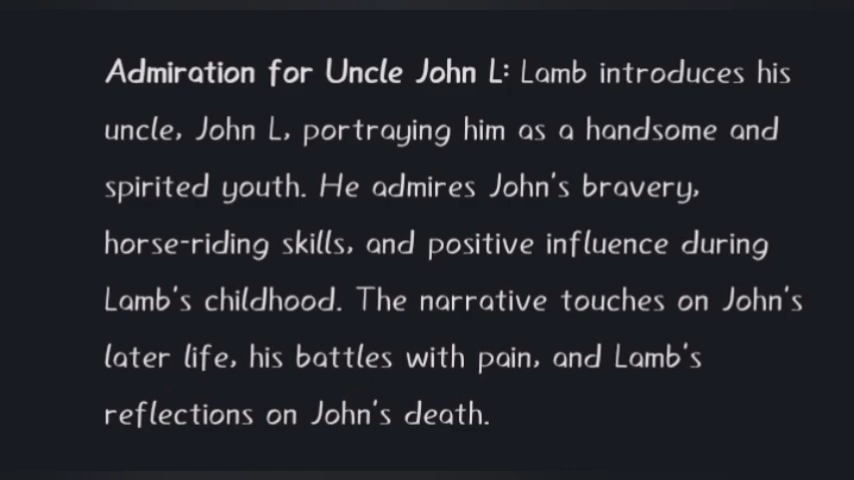 Admiration for Uncle John L: Lamb introduces his
uncle, John L, portraying him as a handsome and
spirited youth. He admires John's bravery,
horse-riding skills, and positive influence during
Lamb's childhood. The narrative touches on John's
later life, his battles with pain, and Lamb's
reflections on John's death.